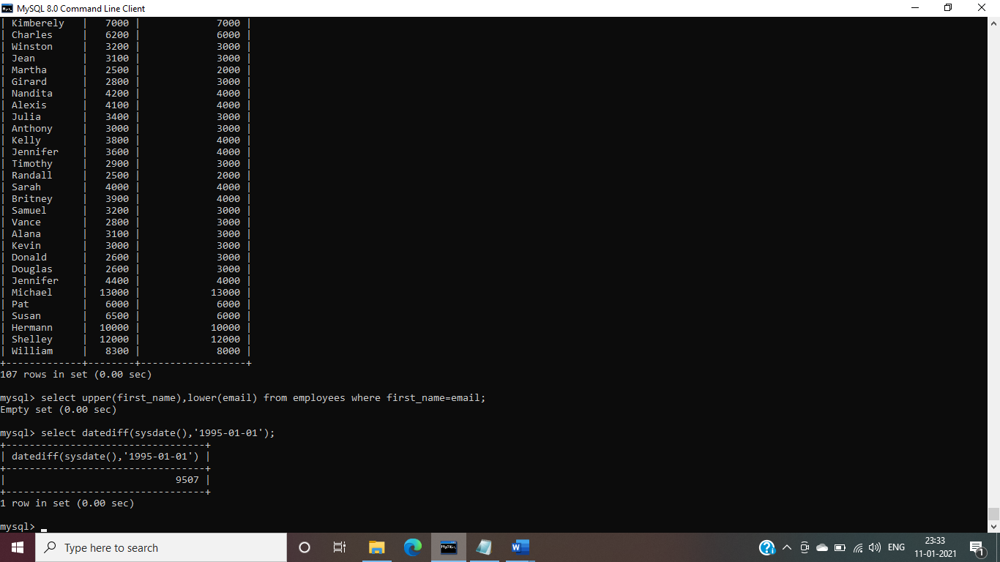 MySQL 8.0 Command Line Client
| Kimberely   |   7000 |             7000 |
| Charles     |   6200 |             6000 |
| Winston     |   3200 |             3000 |
| Jean        |   3100 |             3000 |
| Martha      |   2500 |             2000 |
| Girard      |   2800 |             3000 |
| Nandita     |   4200 |             4000 |
| Alexis      |   4100 |             4000 |
| Julia       |   3400 |             3000 |
| Anthony     |   3000 |             3000 |
| Kelly       |   3800 |             4000 |
| Jennifer    |   3600 |             4000 |
| Timothy     |   2900 |             3000 |
| Randall     |   2500 |             2000 |
| Sarah       |   4000 |             4000 |
| Britney     |   3900 |             4000 |
| Samuel      |   3200 |             3000 |
| Vance       |   2800 |             3000 |
| Alana       |   3100 |             3000 |
| Kevin       |   3000 |             3000 |
| Donald      |   2600 |             3000 |
| Douglas     |   2600 |             3000 |
| Jennifer    |   4400 |             4000 |
| Michael     |  13000 |            13000 |
| Pat         |   6000 |             6000 |
| Susan       |   6500 |             6000 |
| Hermann     |  10000 |            10000 |
| Shelley     |  12000 |            12000 |
| William     |   8300 |             8000 |
+-------------+--------+------------------+
107 rows in set (0.00 sec)
mysql> select upper(first_name),lower(email) from employees where first_name=email;
Empty set (0.00 sec)
mysql> select datediff(sysdate(),'1995-01-01');
+----------------------------------+
| datediff(sysdate(),'1995-01-01') |
+----------------------------------+
|                             9507 |
+----------------------------------+
1 row in set (0.00 sec)
mysql> _
Type here to search
ENG
23:33
11-01-2021
1